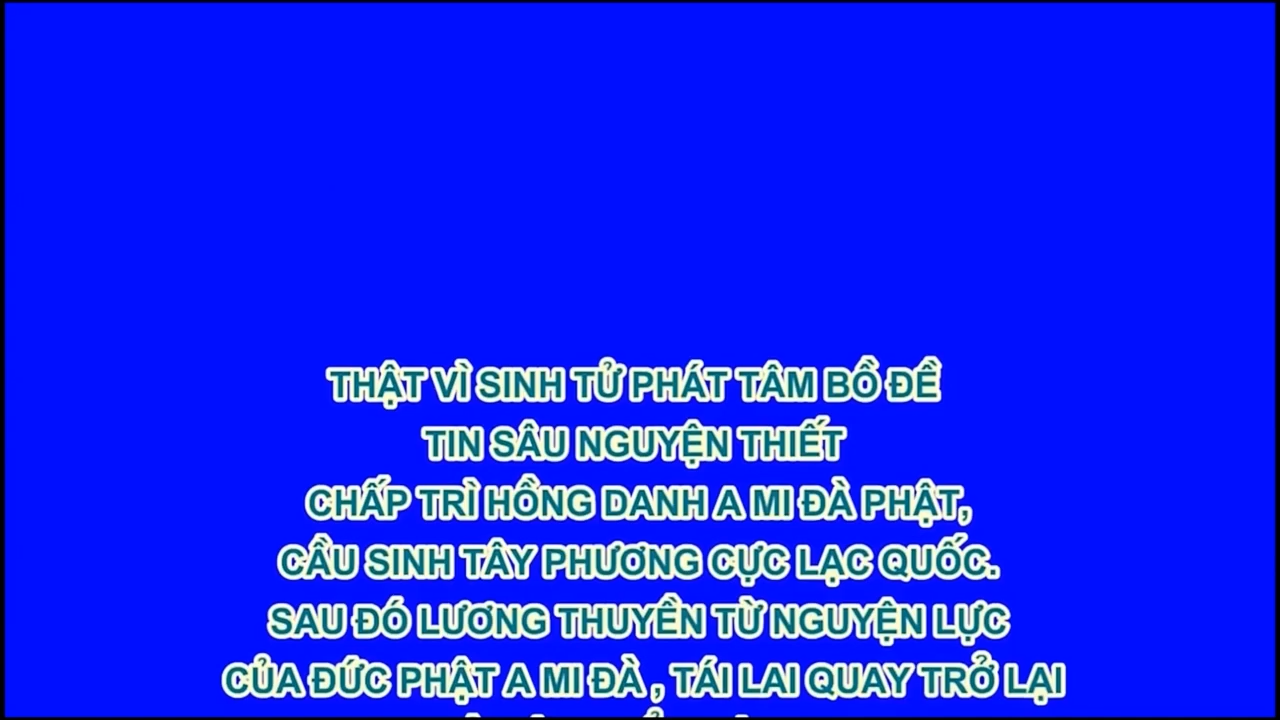 THẬT VÌ SINH TỬ PHÁT TÂM BỒ ĐỀ
TIN SÂU NGUYỆN THIẾT
CHẤP TRÌ HỒNG DANH A MI ĐÀ PHẬT,
CẦU SINH TÂY PHƯƠNG CỰC LẠC QUỐC.
SAU ĐÓ LƯƠNG THUYỀN TỪ NGUYỆN LỰC
CỦA ĐỨC PHẬT A MI ĐÀ , TÁI LAI QUAY TRỞ LẠI